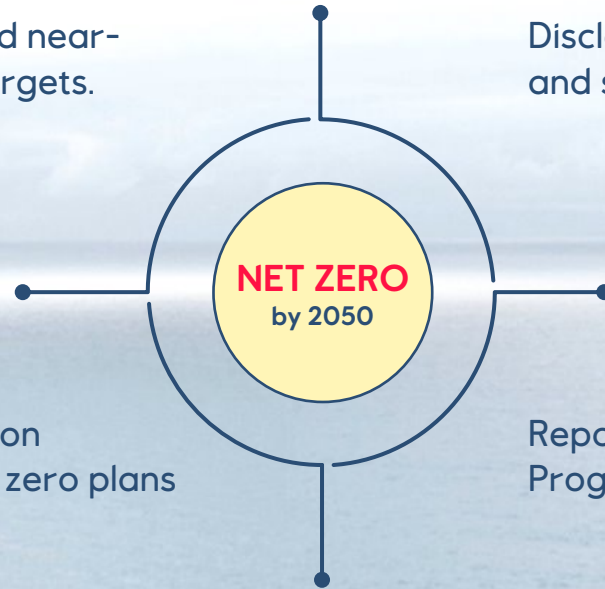 d near-
rgets.
Discl
and s
NET ZERO
by 2050
on
zero plans
Repo
Prog